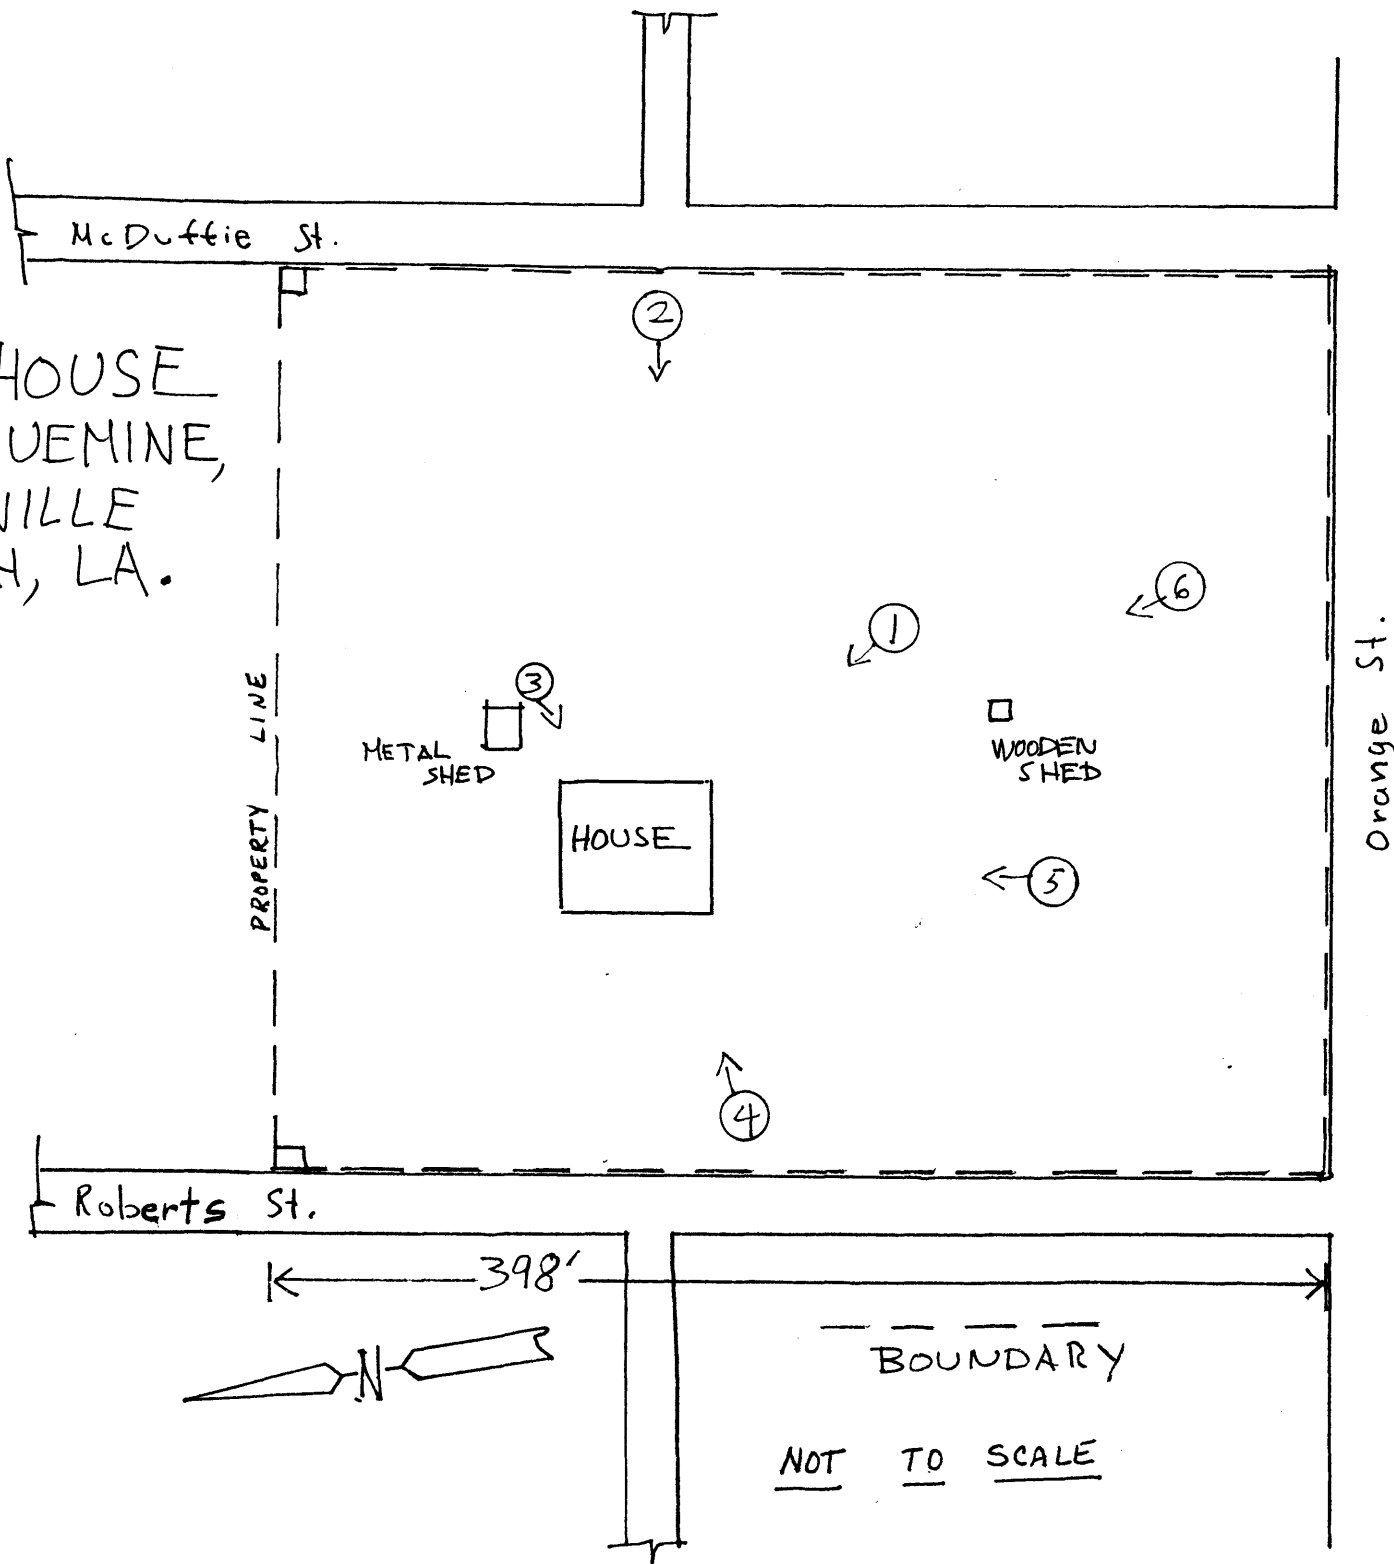 McDuffie St.
HOUSE
UEMINE,
VILLE
H, LA.
2
6
1
3
METAL
SHED
WOODEN
SHED
PROPERTY LINE
HOUSE
5
Orange St.
4
Roberts St.
398'
N
BOUNDARY
NOT TO SCALE